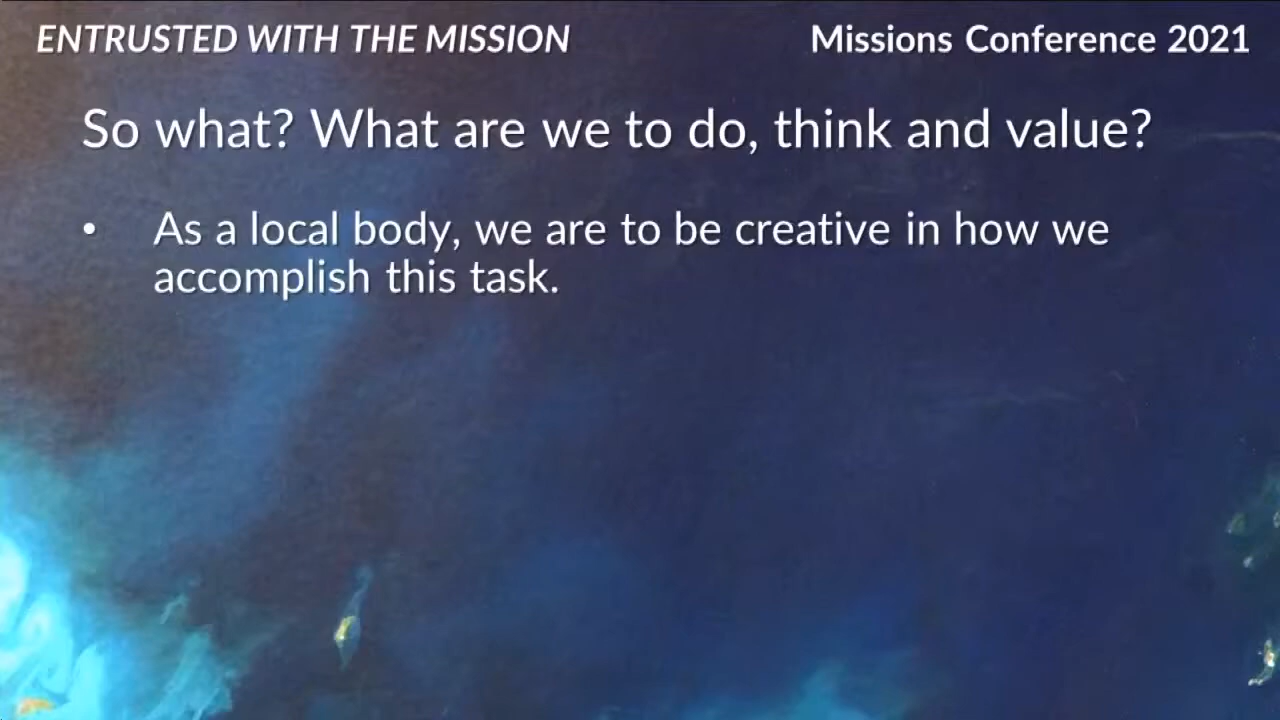 ENTRUSTED WITH THE MISSION
Missions Conference 2021
So what? What are we to do, think and value?
• As a local body, we are to be creative in how we
accomplish this task.